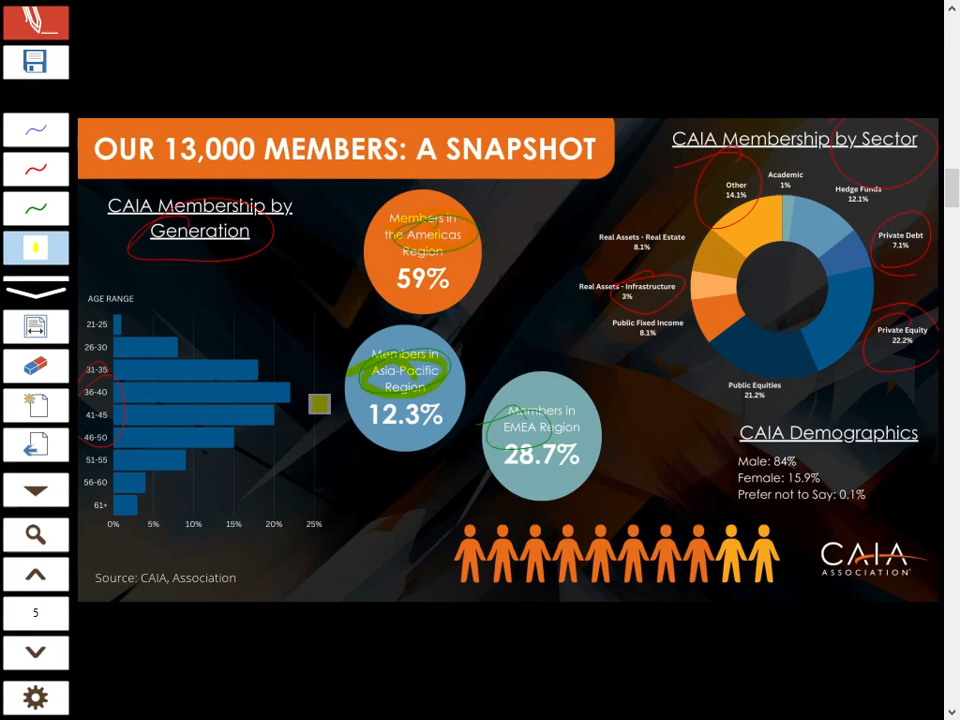 OUR 13,000 MEMBERS: A SNAPSHOT
CAIA Membership by
Generation
AGE RANGE
21-25
26-30
31-35
36-40
41-45
46-50
51-55
56-60
61+
0%
5%
10%
15%
20%
25%
Source: CAIA, Association
Members in
the Americas
Region
59%
Members in
Asia-Pacific
Region
12.3%
Members in
EMEA Region
28.7%
CAIA Membership by Sector
Academic
1%
Hedge Funds
12.1%
Private Debt
7.1%
Private Equity
22.2%
Public Equities
21.2%
Public Fixed Income
8.1%
Real Assets - Infrastructure
3%
Real Assets - Real Estate
8.1%
Other
14.1%
CAIA Demographics
Male: 84%
Female: 15.9%
Prefer not to Say: 0.1%
CAIA
ASSOCIATION
5